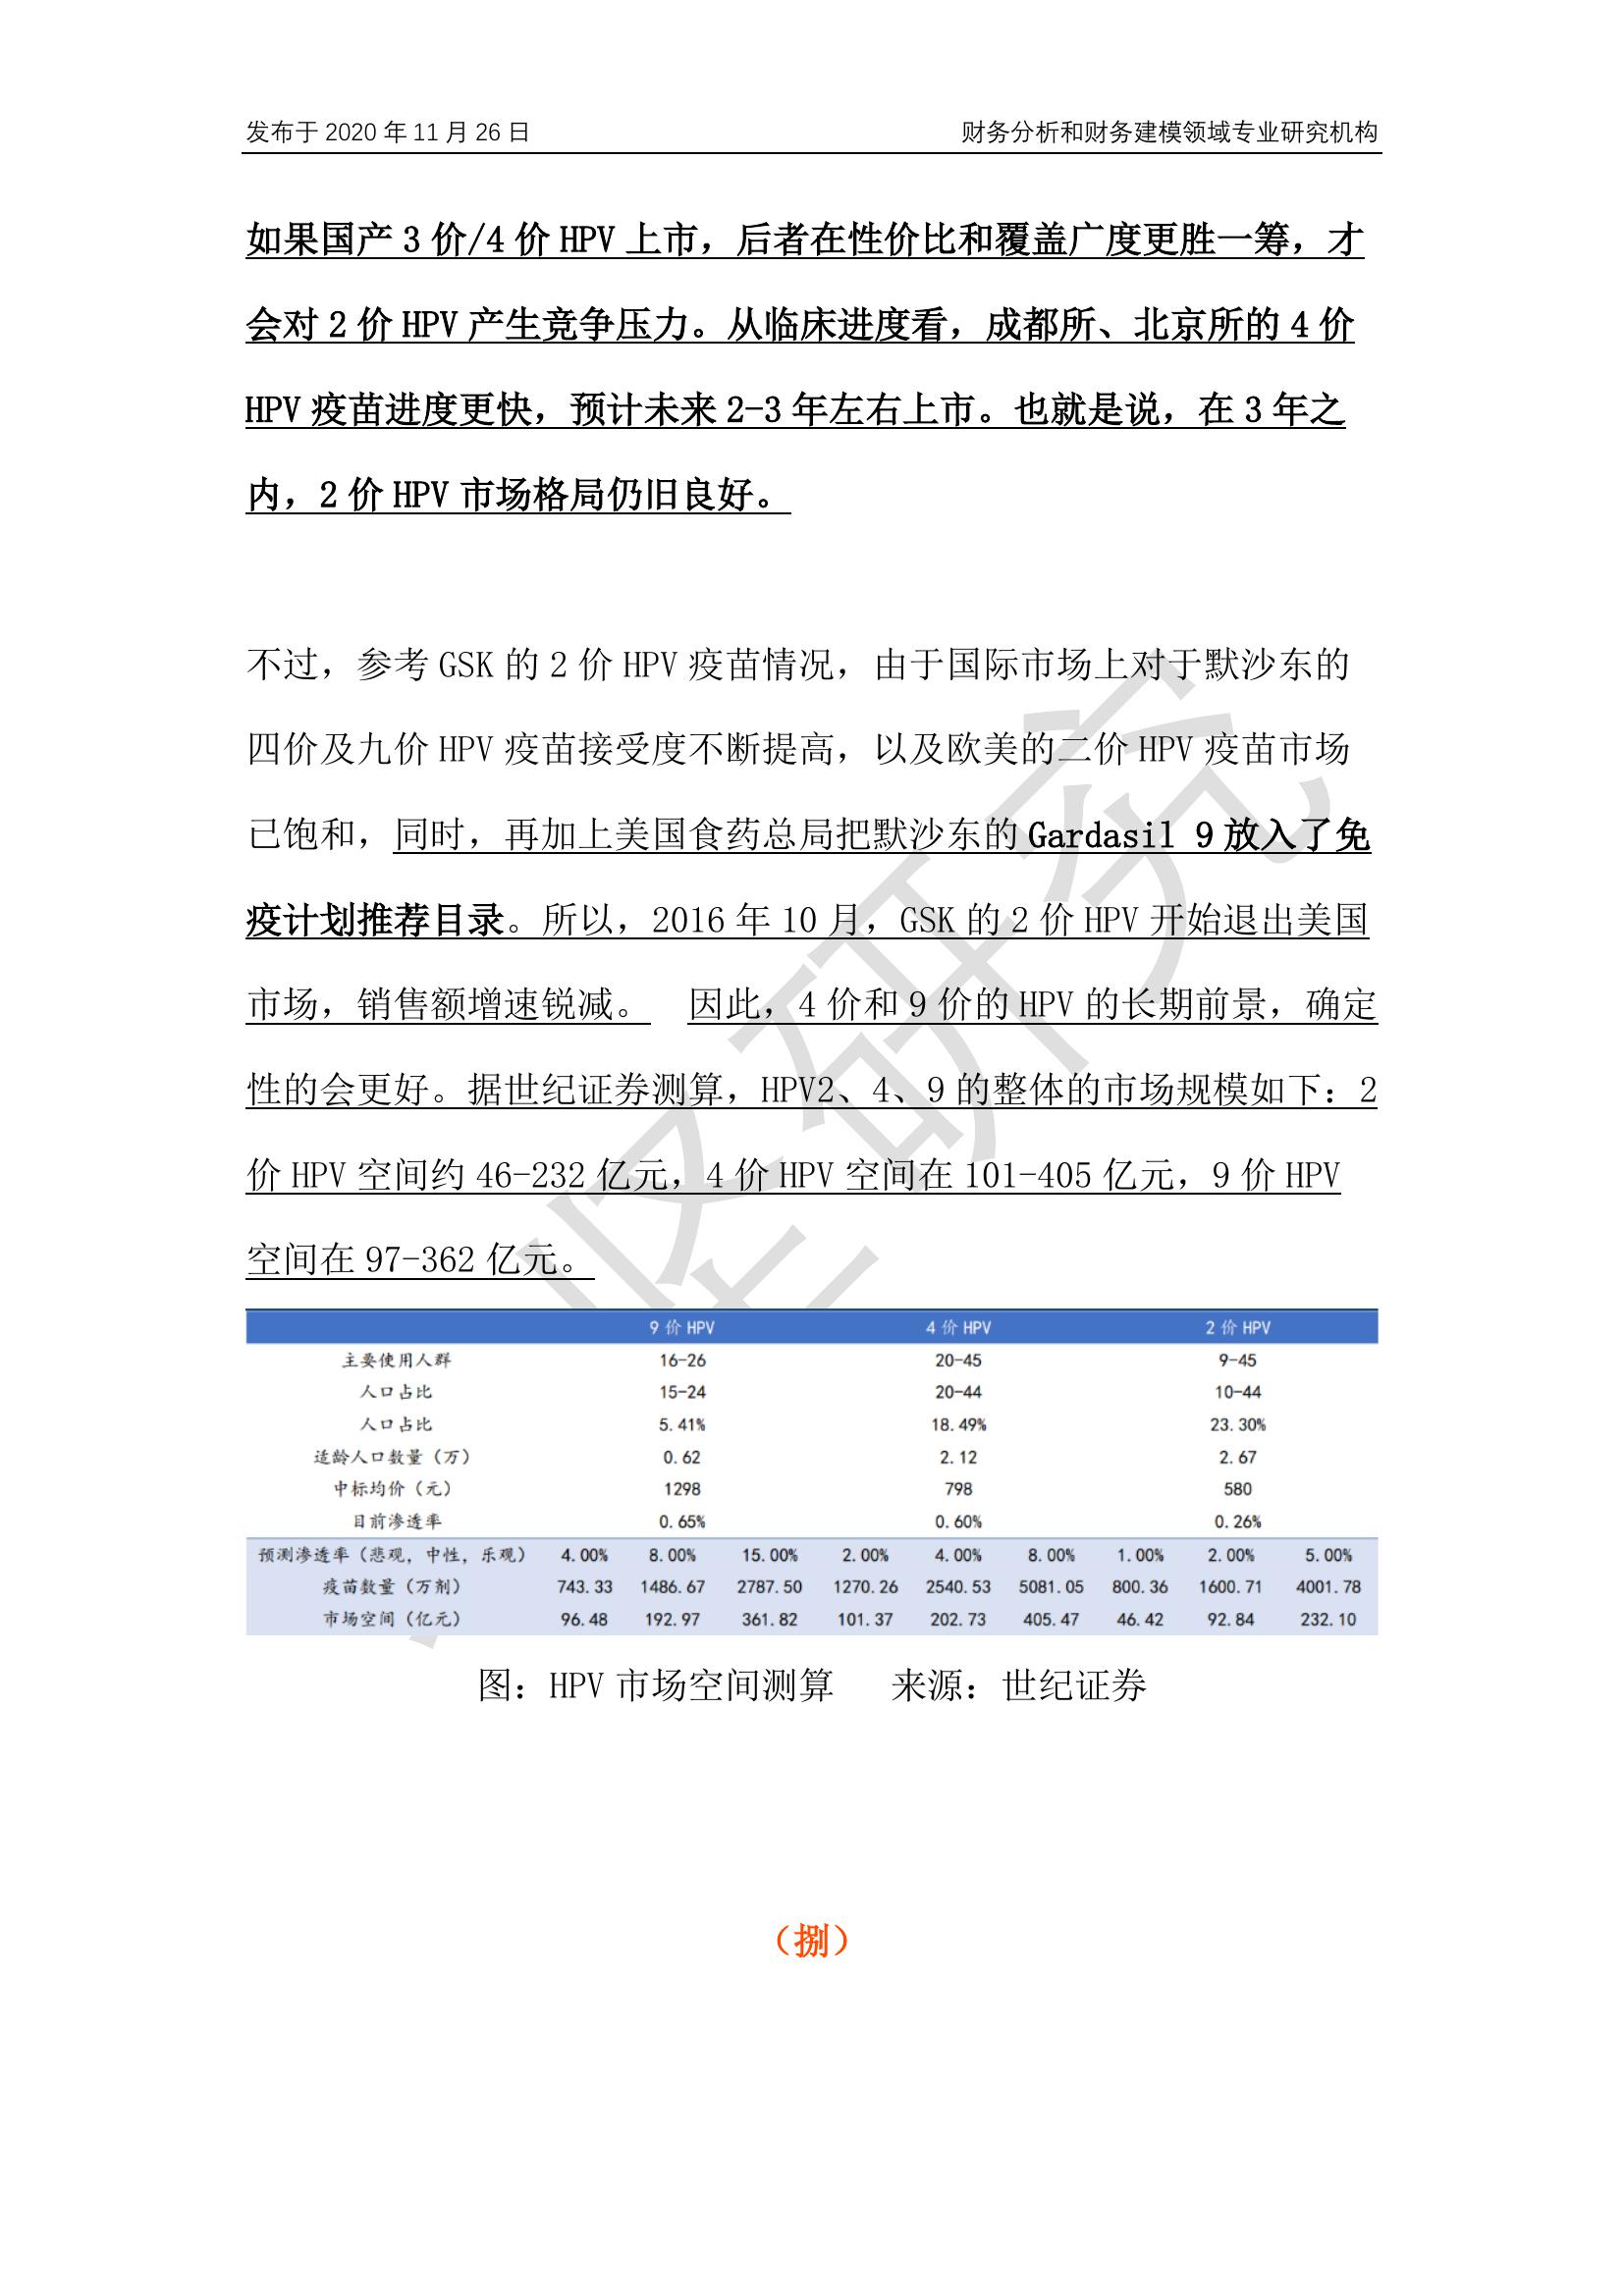 发布于 2020 年 11 月 26 日 财务分析和财务建模领域专业研究机构
如果国产 3 价/4 价 HPV 上市，后者在性价比和覆盖广度更胜一筹，才
会对 2 价 HPV 产生竞争压力。从临床进度看，成都所、北京所的 4 价
HPV 疫苗进度更快，预计未来 2-3 年左右上市。也就是说，在 3 年之
内，2 价 HPV 市场格局仍旧良好。
不过，参考 GSK 的 2 价 HPV 疫苗情况，由于国际市场上对于默沙东的
四价及九价 HPV 疫苗接受度不断提高，以及欧美的二价 HPV 疫苗市场
已饱和，同时，再加上美国食药总局把默沙东的 Gardasil 9 放入了免
疫计划推荐目录。所以，2016 年 10 月，GSK 的 2 价 HPV 开始退出美国
市场，销售额增速锐减。 因此，4 价和 9 价的 HPV 的长期前景，确定
性的会更好。据世纪证券测算，HPV2、4、9 的整体的市场规模如下：2
价 HPV 空间约 46-232 亿元，4 价 HPV 空间在 101-405 亿元，9 价 HPV
空间在 97-362 亿元。
9 价 HPV 4 价 HPV 2 价 HPV
主要使用人群 16-26 20-45 9-45
人口占比 15-24 20-44 10-44
人口占比 5.41% 18.49% 23.30%
适龄人口数量（万） 0.62 2.12 2.67
中标均价（元） 1298 798 580
目前渗透率 0.65% 0.60% 0.26%
预测渗透率（悲观，中性，乐观） 4.00% 8.00% 15.00% 2.00% 4.00% 8.00% 1.00% 2.00% 5.00%
疫苗数量（万剂） 743.33 1486.67 2787.50 1270.26 2540.53 5081.05 800.36 1600.71 4001.78
市场空间（亿元） 96.48 192.97 361.82 101.37 202.73 405.47 46.42 92.84 232.10
图：HPV 市场空间测算 来源：世纪证券
（捌）
坚研究